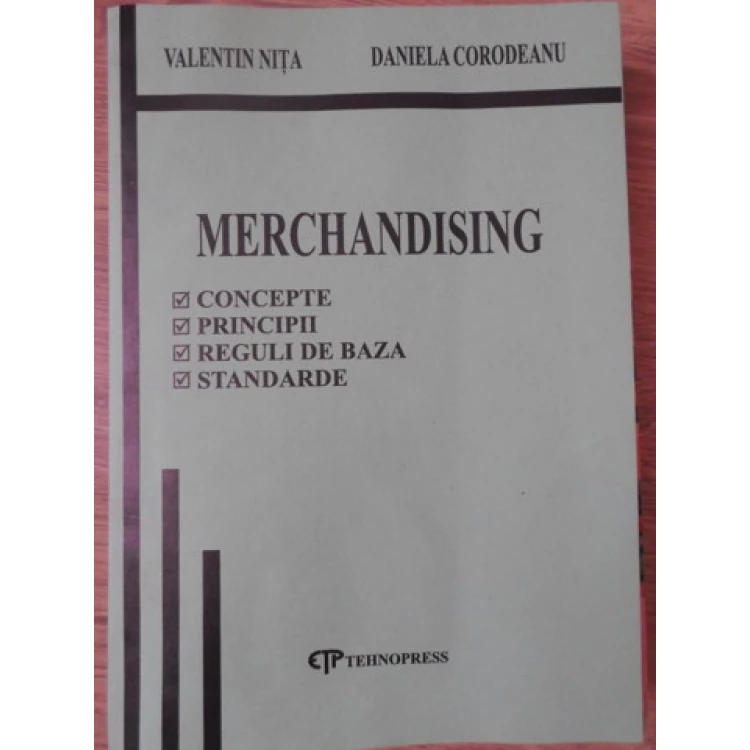 VALENTIN NIȚA DANIELA CORODEANU
MERCHANDISING
☑ CONCEPTE
☑ PRINCIPII
☑ REGULI DE BAZA
☑ STANDARDE
ETP TEHNOPRESS